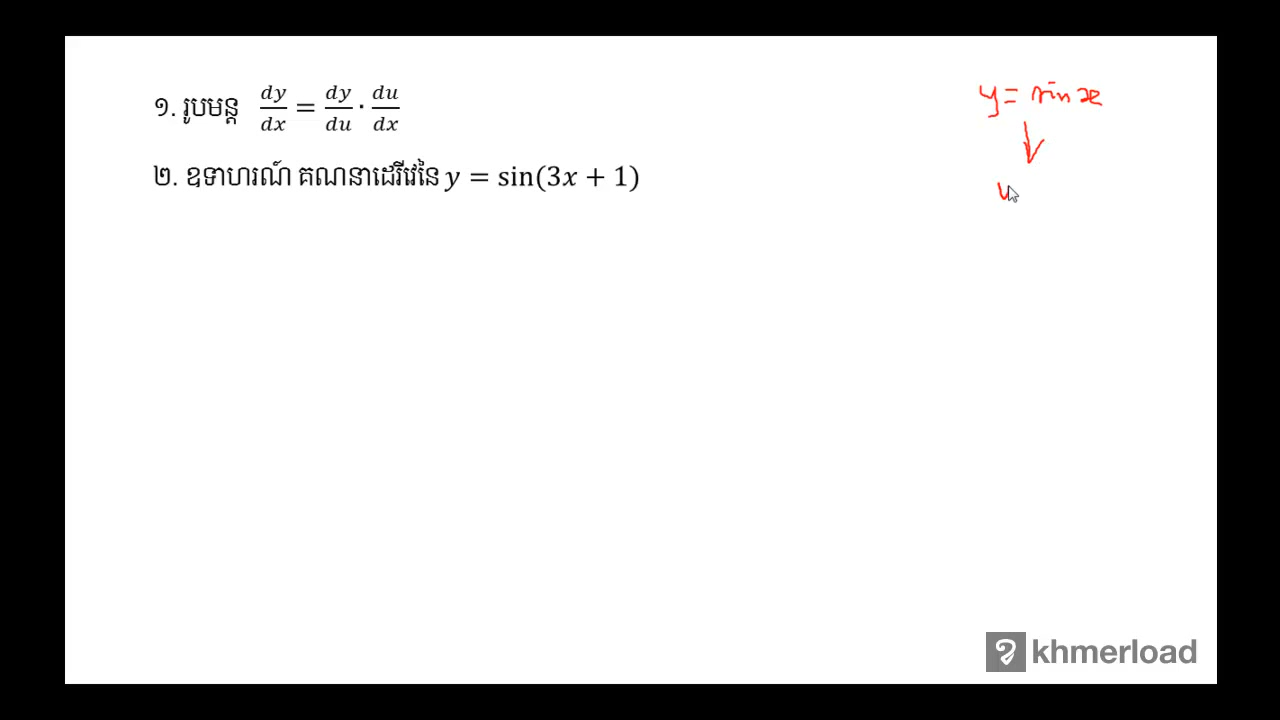 ១. រូបមន្ត dy/dx = dy/du · du/dx
២. ឧទាហរណ៍ គណនាដេរីវេនៃ y = sin(3x + 1)
y = sin x
khmerload